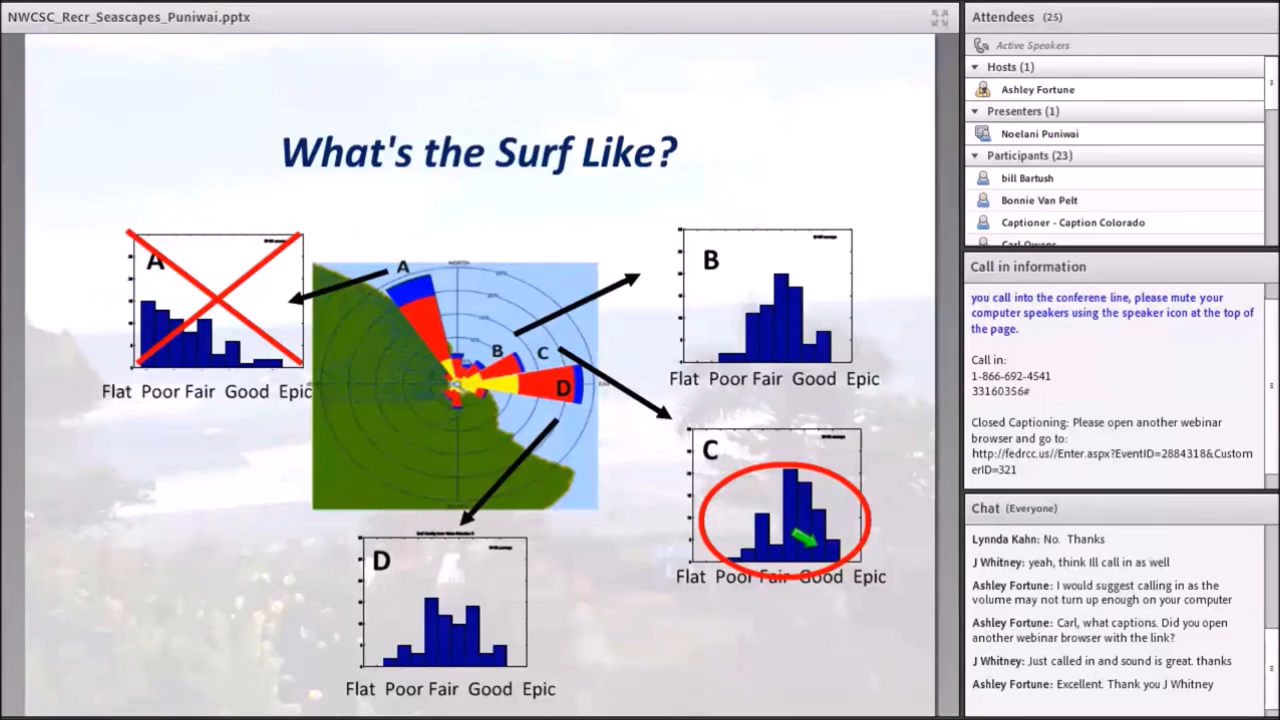 NWCSC_Recr_Seascapes_Puniwai.pptx
What's the Surf Like?
A
Flat Poor Fair Good Epic
NORTH
A
B
C
D
B
Flat Poor Fair Good Epic
C
Flat Poor Fair Good Epic
D
Flat Poor Fair Good Epic
Attendees (25)
Active Speakers
Hosts (1)
Ashley Fortune
Presenters (1)
Noelani Puniwai
Participants (23)
bill Bartush
Bonnie Van Pelt
Captioner - Caption Colorado
Carl Owens
Call in information
you call into the conferene line, please mute your
computer speakers using the speaker icon at the top of
the page.
Call in:
1-866-692-4541
33160356#
Closed Captioning: Please open another webinar
browser and go to:
http://fedrcc.us//Enter.aspx?EventID=2884318&Custom
erID=321
Chat (Everyone)
Lynnda Kahn: No. Thanks
J Whitney: yeah, think Ill call in as well
Ashley Fortune: I would suggest calling in as the
volume may not turn up enough on your computer
Ashley Fortune: Carl, what captions. Did you open
another webinar browser with the link?
J Whitney: Just called in and sound is great. thanks
Ashley Fortune: Excellent. Thank you J Whitney